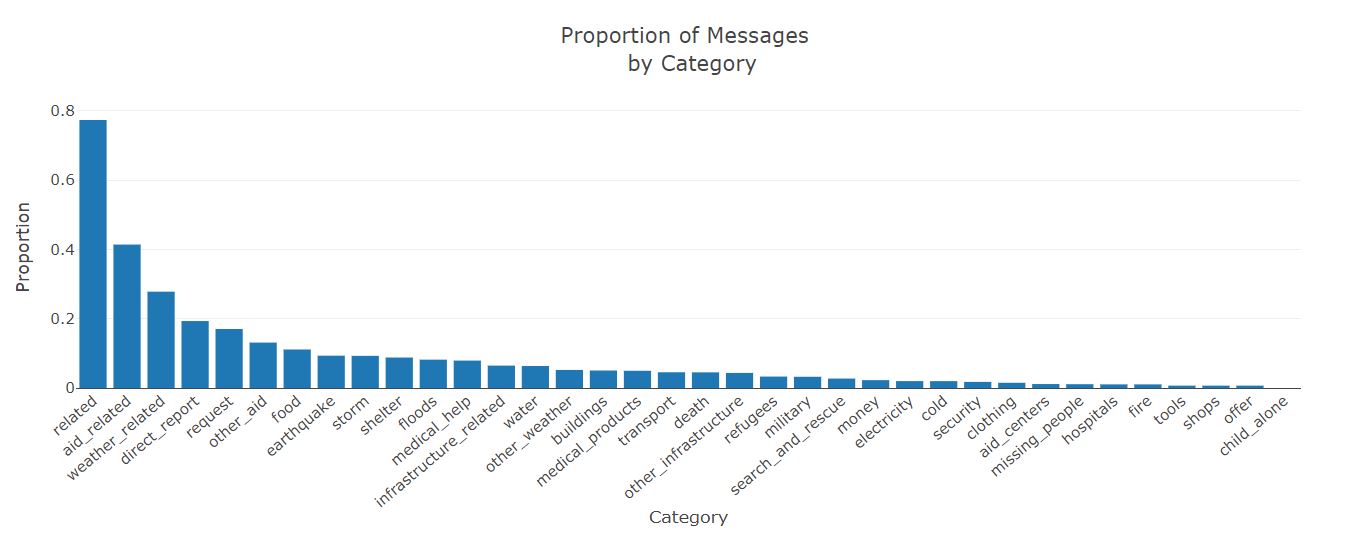 Proportion of Messages
by Category
Proportion
0.8
0.6
0.4
0.2
0
related
aid_related
weather_related
direct_report
request
other_aid
food
earthquake
storm
shelter
floods
medical_help
infrastructure_related
water
other_weather
buildings
medical_products
transport
death
other_infrastructure
refugees
military
search_and_rescue
money
electricity
cold
security
clothing
aid_centers
missing_people
hospitals
fire
tools
shops
offer
child_alone
Category